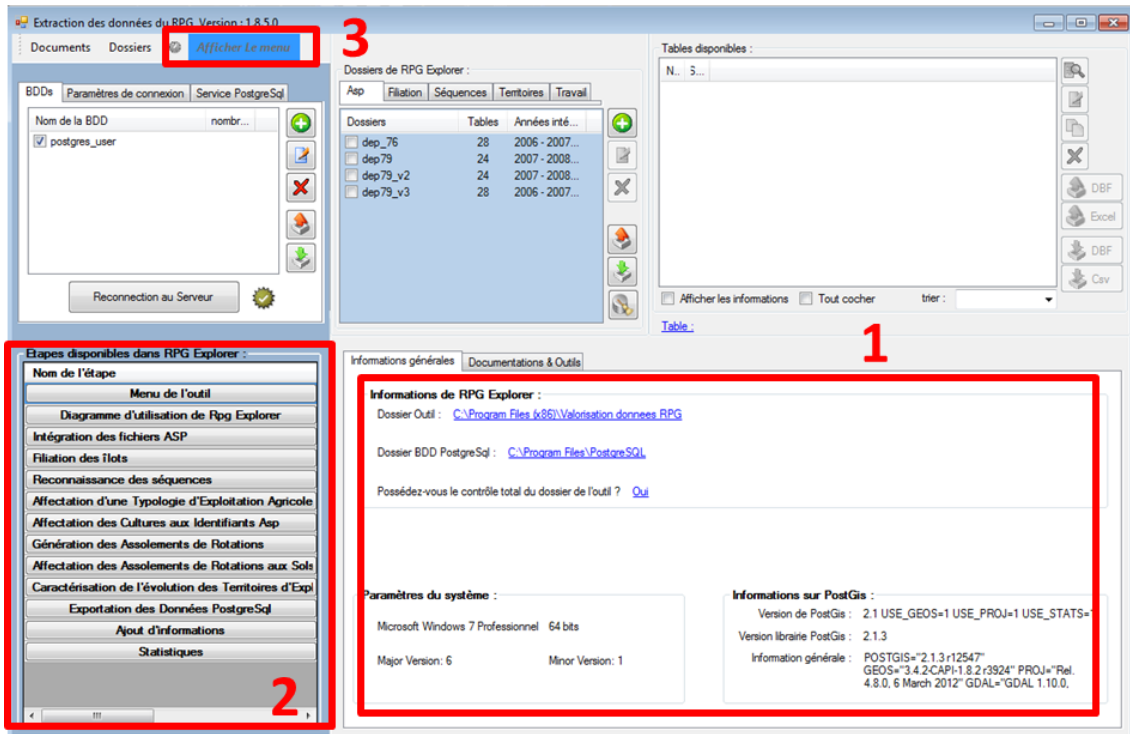 Extraction des données du RPG Version : 1.8.5.0
Documents Dossiers Afficher Le menu
3
BDDs Paramètres de connexion Service PostgreSql
Nom de la BDD nombr...
postgres_user
Reconnection au Serveur
Dossiers de RPG Explorer :
Asp Filiation Séquences Territoires Travail
Dossiers Tables Années inté...
dep_76 28 2006 - 2007...
dep79 24 2007 - 2008...
dep79_v2 24 2007 - 2008...
dep79_v3 28 2006 - 2007...
Tables disponibles :
N... S...
DBF
Excel
DBF
Csv
Afficher les informations Tout cocher trier :
Table :
1
Etapes disponibles dans RPG Explorer :
Nom de l'étape
Menu de l'outil
Diagramme d'utilisation de Rpg Explorer
Intégration des fichiers ASP
Filiation des îlots
Reconnaissance des séquences
Affectation d'une Typologie d'Exploitation Agricole
Affectation des Cultures aux Identifiants Asp
Génération des Assolements de Rotations
Affectation des Assolements de Rotations aux Sols
Caractérisation de l'évolution des Territoires d'Expl
Exportation des Données PostgreSql
Ajout d'informations
Statistiques
2
Informations générales Documentations & Outils
Informations de RPG Explorer :
Dossier Outil : C:\Program Files (x86)\Valorisation donnees RPG
Dossier BDD PostgreSql : C:\Program Files\PostgreSQL
Possédez-vous le contrôle total du dossier de l'outil ? Oui
Paramètres du système :
Microsoft Windows 7 Professionnel 64 bits
Major Version: 6 Minor Version: 1
Informations sur PostGis :
Version de PostGis : 2.1 USE_GEOS=1 USE_PROJ=1 USE_STATS=1
Version librairie PostGis : 2.1.3
Information générale : POSTGIS="2.1.3 r12547"
GEOS="3.4.2-CAPI-1.8.2 r3924" PROJ="Rel.
4.8.0, 6 March 2012" GDAL="GDAL 1.10.0,